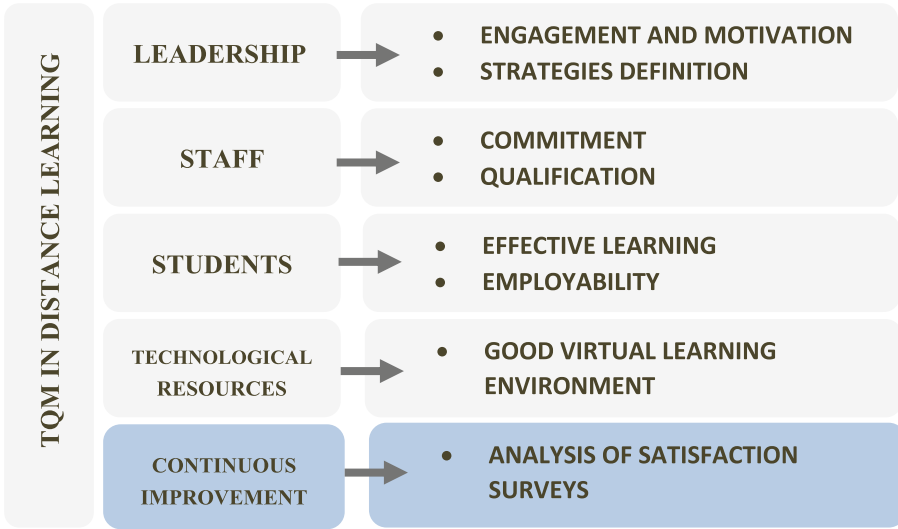 TQM IN DISTANCE LEARNING
LEADERSHIP
• ENGAGEMENT AND MOTIVATION
• STRATEGIES DEFINITION
STAFF
• COMMITMENT
• QUALIFICATION
STUDENTS
• EFFECTIVE LEARNING
• EMPLOYABILITY
TECHNOLOGICAL
RESOURCES
• GOOD VIRTUAL LEARNING
ENVIRONMENT
CONTINUOUS
IMPROVEMENT
• ANALYSIS OF SATISFACTION
SURVEYS